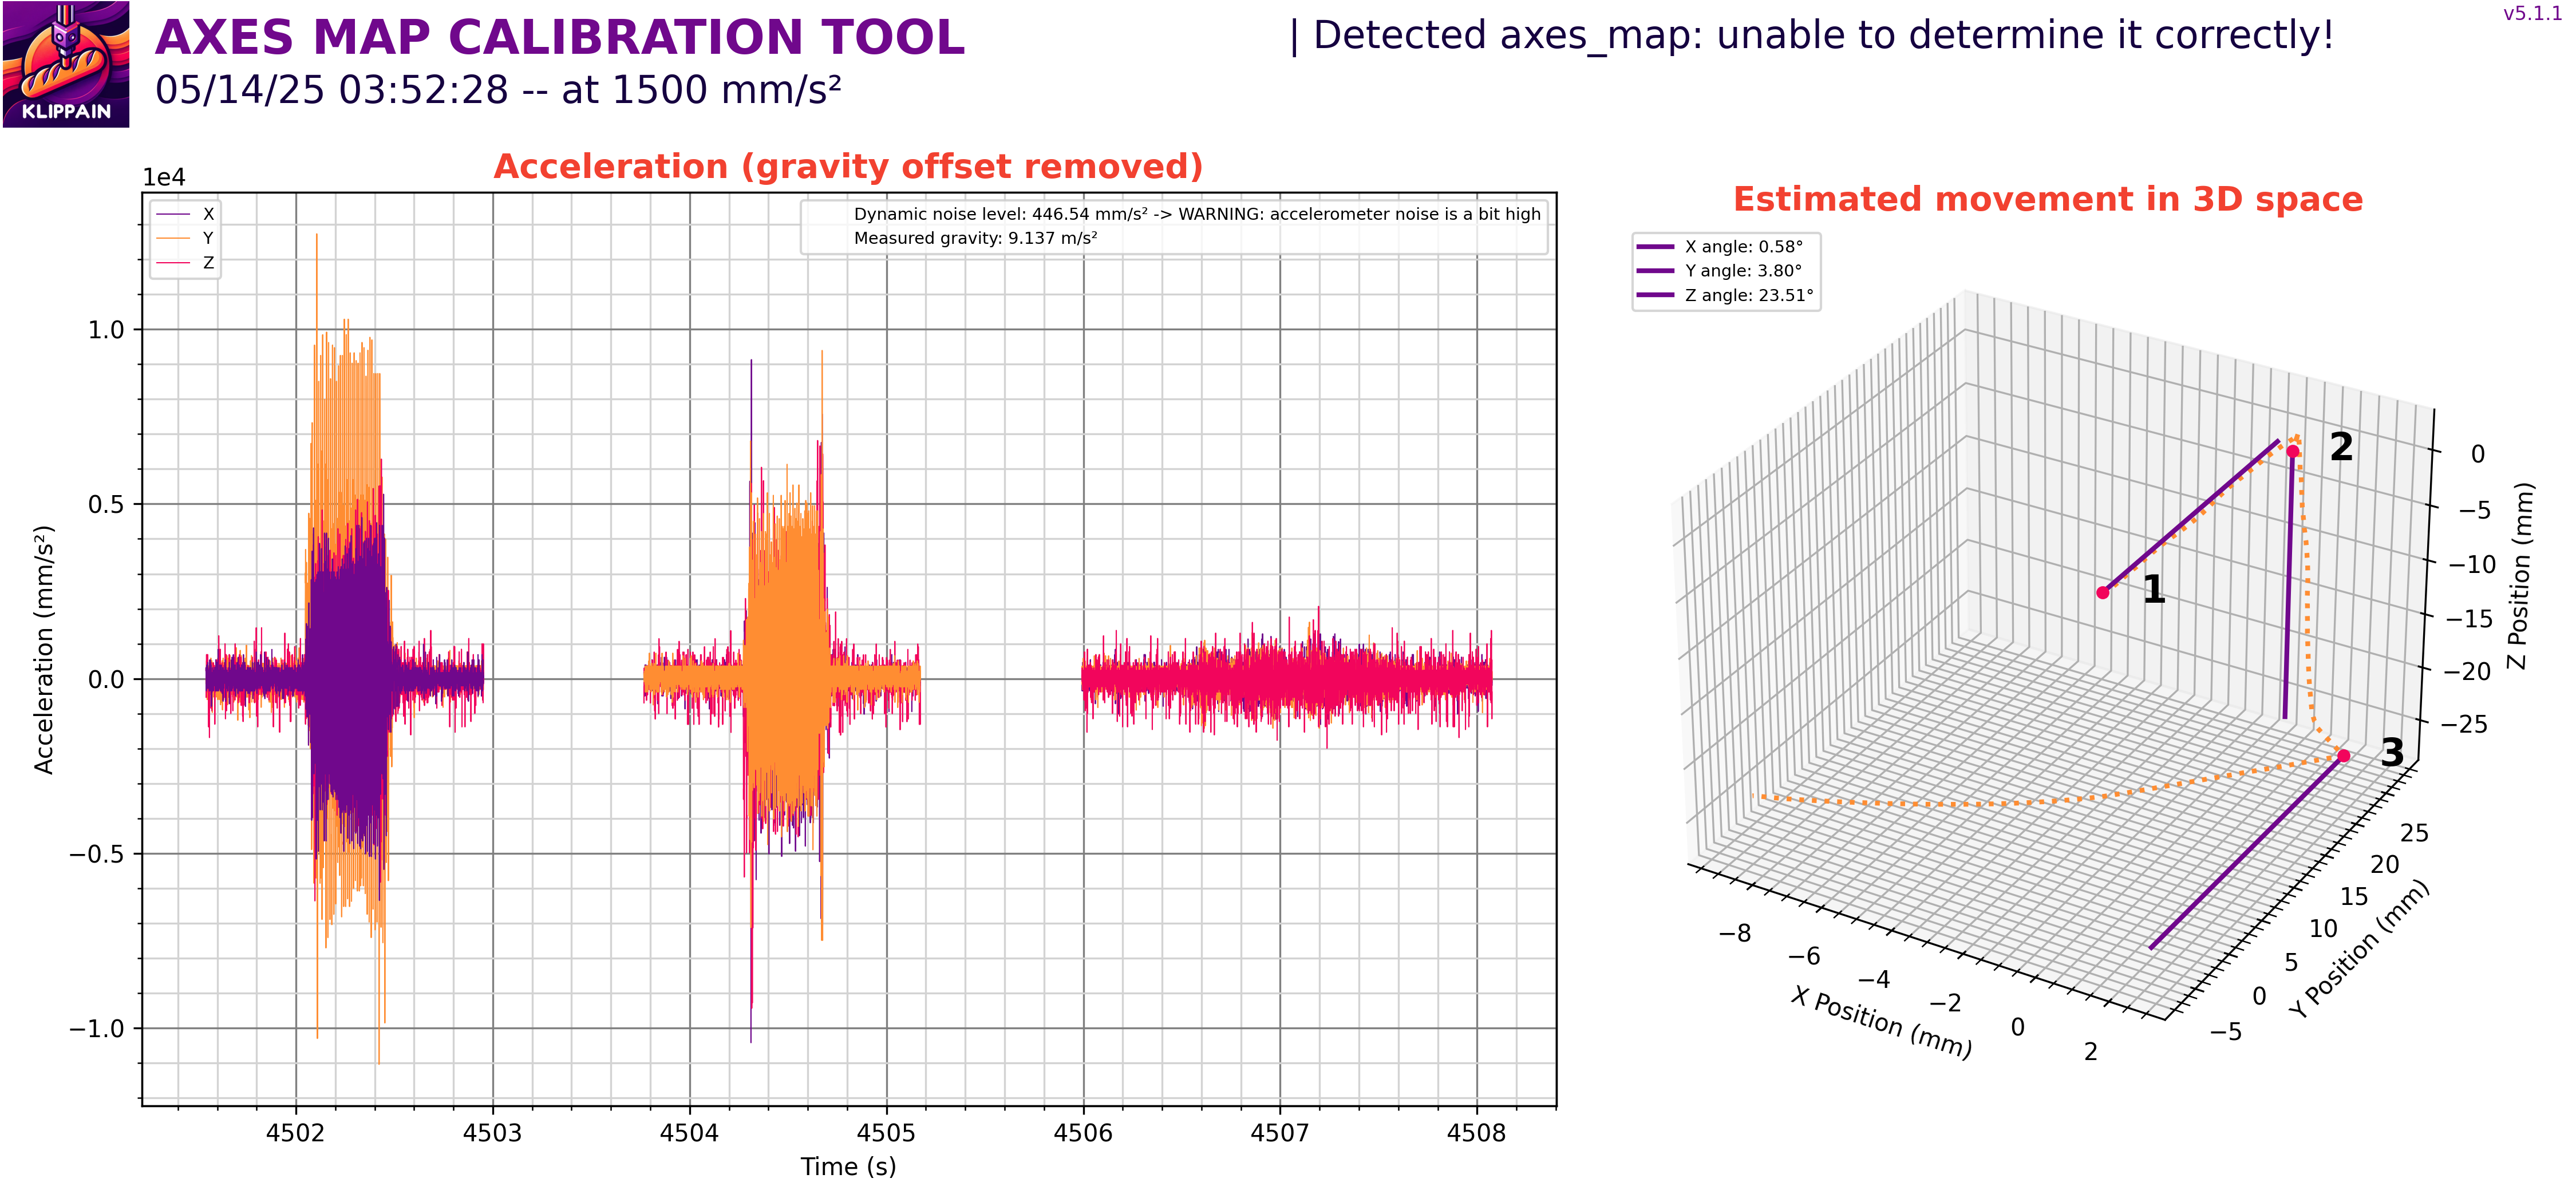 KLIPPAIN
AXES MAP CALIBRATION TOOL
05/14/25 03:52:28 -- at 1500 mm/s²
| Detected axes_map: unable to determine it correctly!
v5.1.1
Acceleration (gravity offset removed)
1e4
X
Y
Z
Dynamic noise level: 446.54 mm/s² -> WARNING: accelerometer noise is a bit high
Measured gravity: 9.137 m/s²
Acceleration (mm/s²)
1.0
0.5
0.0
−0.5
−1.0
4502
4503
4504
4505
4506
4507
4508
Time (s)
Estimated movement in 3D space
X angle: 0.58°
Y angle: 3.80°
Z angle: 23.51°
1
2
3
0
−5
−10
−15
−20
−25
Z Position (mm)
25
20
15
10
5
0
−5
Y Position (mm)
−8
−6
−4
−2
0
2
X Position (mm)